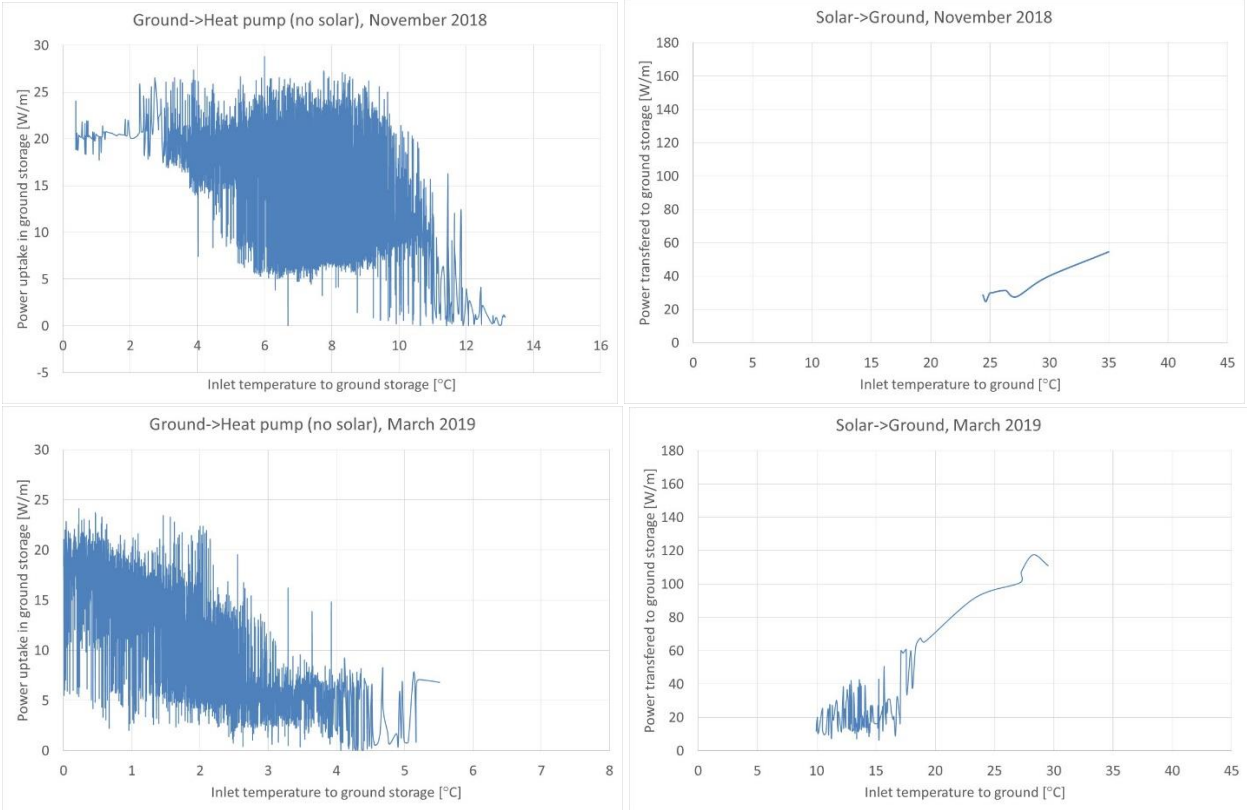 Ground->Heat pump (no solar), November 2018
Power uptake in ground storage [W/m]
30
25
20
15
10
5
0
-5
0 2 4 6 8 10 12 14 16
Inlet temperature to ground storage [°C]
Solar->Ground, November 2018
Power transfered to ground storage [W/m]
180
160
140
120
100
80
60
40
20
0
0 5 10 15 20 25 30 35 40 45
Inlet temperature to ground [°C]
Ground->Heat pump (no solar), March 2019
Power uptake in ground storage [W/m]
30
25
20
15
10
5
0
0 1 2 3 4 5 6 7 8
Inlet temperature to ground storage [°C]
Solar->Ground, March 2019
Power transfered to ground storage [W/m]
180
160
140
120
100
80
60
40
20
0
0 5 10 15 20 25 30 35 40 45
Inlet temperature to ground [°C]